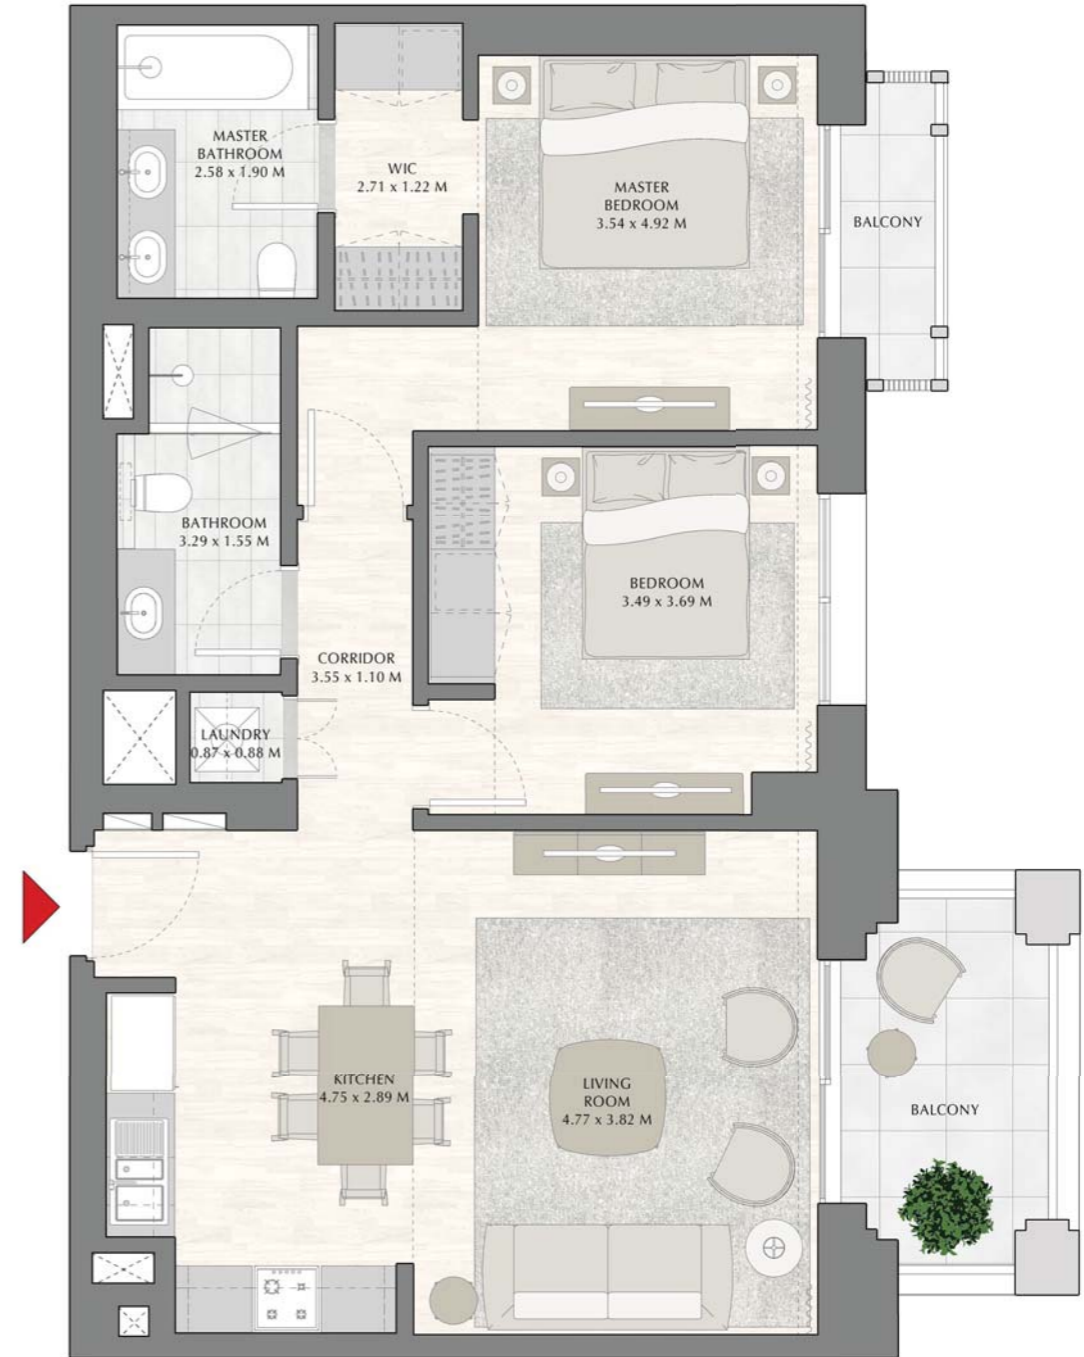 MASTER
BATHROOM
2.58 x 1.90 M
WIC
2.71 x 1.22 M
MASTER
BEDROOM
3.54 x 4.92 M
BALCONY
BATHROOM
3.29 x 1.55 M
BEDROOM
3.49 x 3.69 M
CORRIDOR
3.55 x 1.10 M
LAUNDRY
0.87 x 0.88 M
KITCHEN
4.75 x 2.89 M
LIVING
ROOM
4.77 x 3.82 M
BALCONY